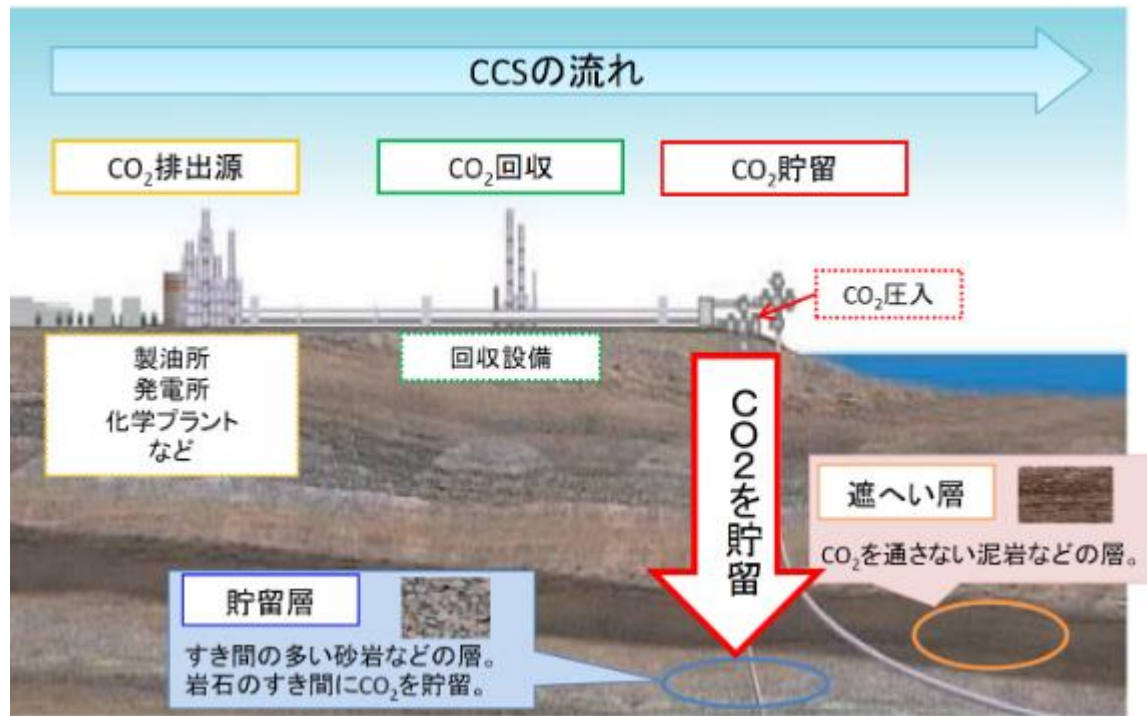 CCSの流れ
CO₂排出源
CO₂回収
CO₂貯留
CO₂圧入
製油所
発電所
化学プラント
など
回収設備
CO2を貯留
遮へい層
CO₂を通さない泥岩などの層。
貯留層
すき間の多い砂岩などの層。
岩石のすき間にCO₂を貯留。